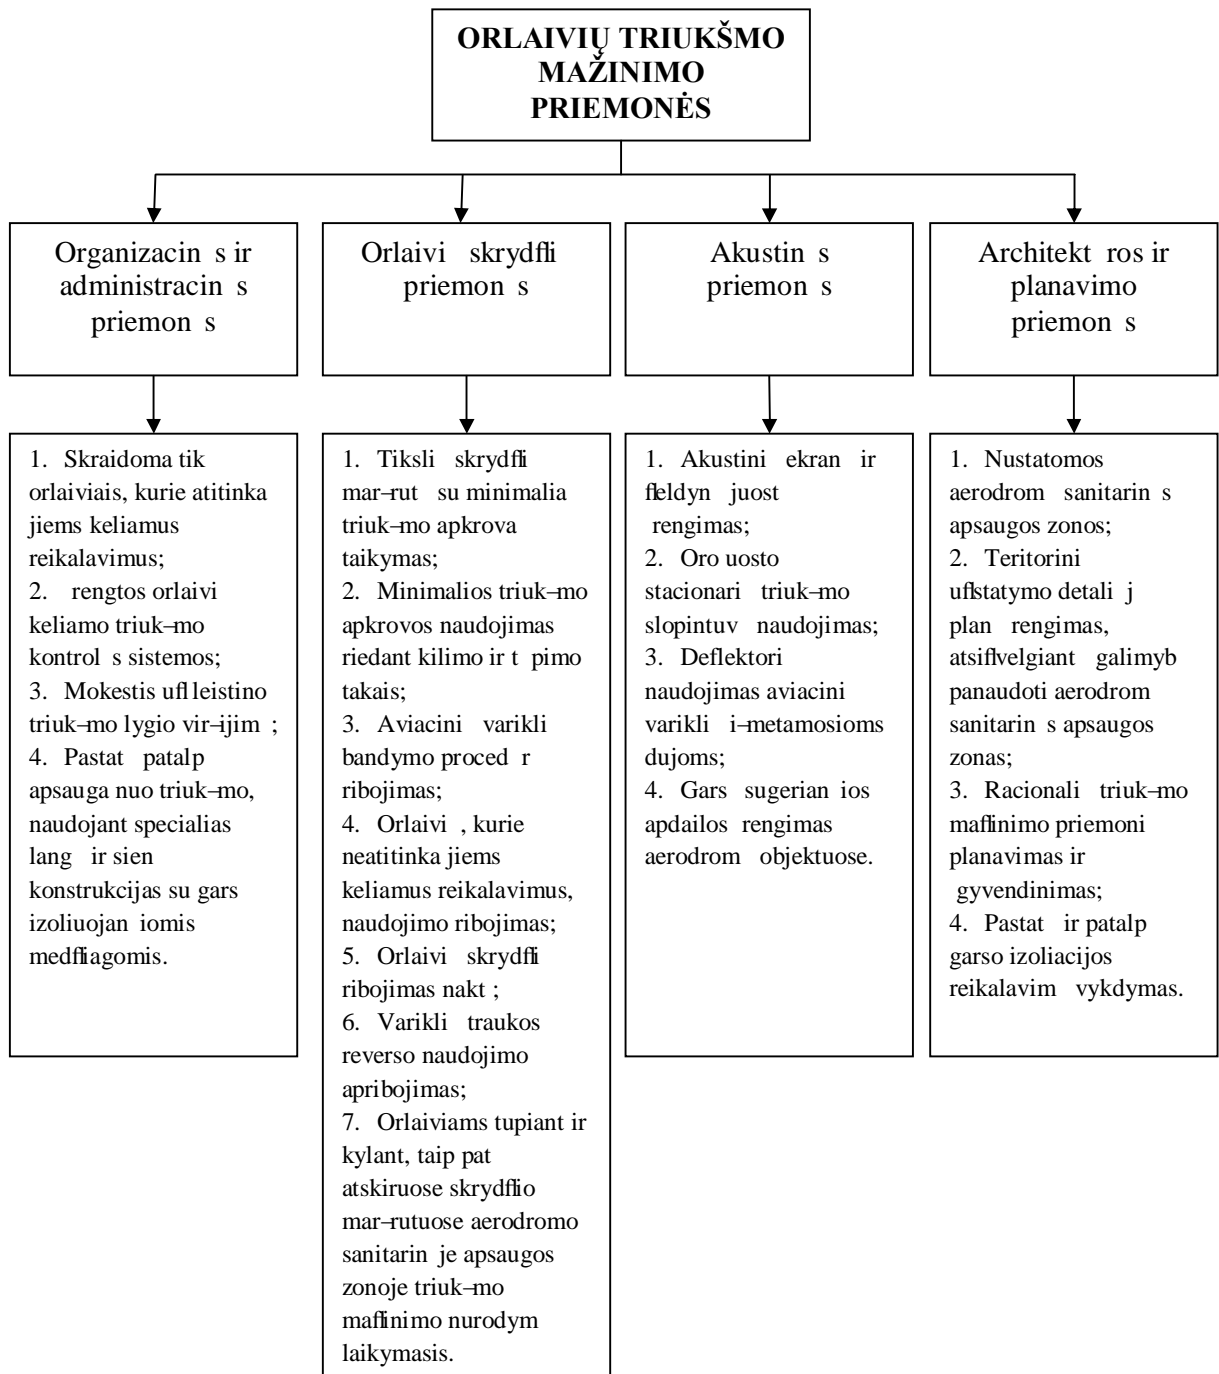 ORLAIVIŲ TRIUKŠMO
MAŽINIMO
PRIEMONĖS
Organizacin s ir
administracin s
priemon s
Orlaivi skrydfli
priemon s
Akustin s
priemon s
Architekt ros ir
planavimo
priemon s
1. Skraidoma tik
orlaiviais, kurie atitinka
jiems keliamus
reikalavimus;
2. rengtos orlaivi
keliamo triuk–mo
kontrol s sistemos;
3. Mokestis ufl leistino
triuk–mo lygio vir–ijim ;
4. Pastat patalp
apsauga nuo triuk–mo,
naudojant specialias
lang ir sien
konstrukcijas su gars
izoliuojan iomis
medfliagomis.
1. Tiksli skrydfli
mar–rut su minimalia
triuk–mo apkrova
taikymas;
2. Minimalios triuk–mo
apkrovos naudojimas
riedant kilimo ir t pimo
takais;
3. Aviacini varikli
bandymo proced r
ribojimas;
4. Orlaivi , kurie
neatitinka jiems
keliamus reikalavimus,
naudojimo ribojimas;
5. Orlaivi skrydfli
ribojimas nakt ;
6. Varikli traukos
reverso naudojimo
apribojimas;
7. Orlaiviams tupiant ir
kylant, taip pat
atskiruose skrydflio
mar–rutuose aerodromo
sanitarin je apsaugos
zonoje triuk–mo
maflinimo nurodym
laikymasis.
1. Akustini ekran ir
fleldyn juost
rengimas;
2. Oro uosto
stacionari triuk–mo
slopintuv naudojimas;
3. Deflektori
naudojimas aviacini
varikli i–metamosioms
dujoms;
4. Gars sugerian ios
apdailos rengimas
aerodrom objektuose.
1. Nustatomos
aerodrom sanitarin s
apsaugos zonos;
2. Teritorini
uflstatymo detali j
plan rengimas,
atsiflvelgiant galimyb
panaudoti aerodrom
sanitarin s apsaugos
zonas;
3. Racionali triuk–mo
maflinimo priemoni
planavimas ir
gyvendinimas;
4. Pastat ir patalp
garso izoliacijos
reikalavim vykdymas.